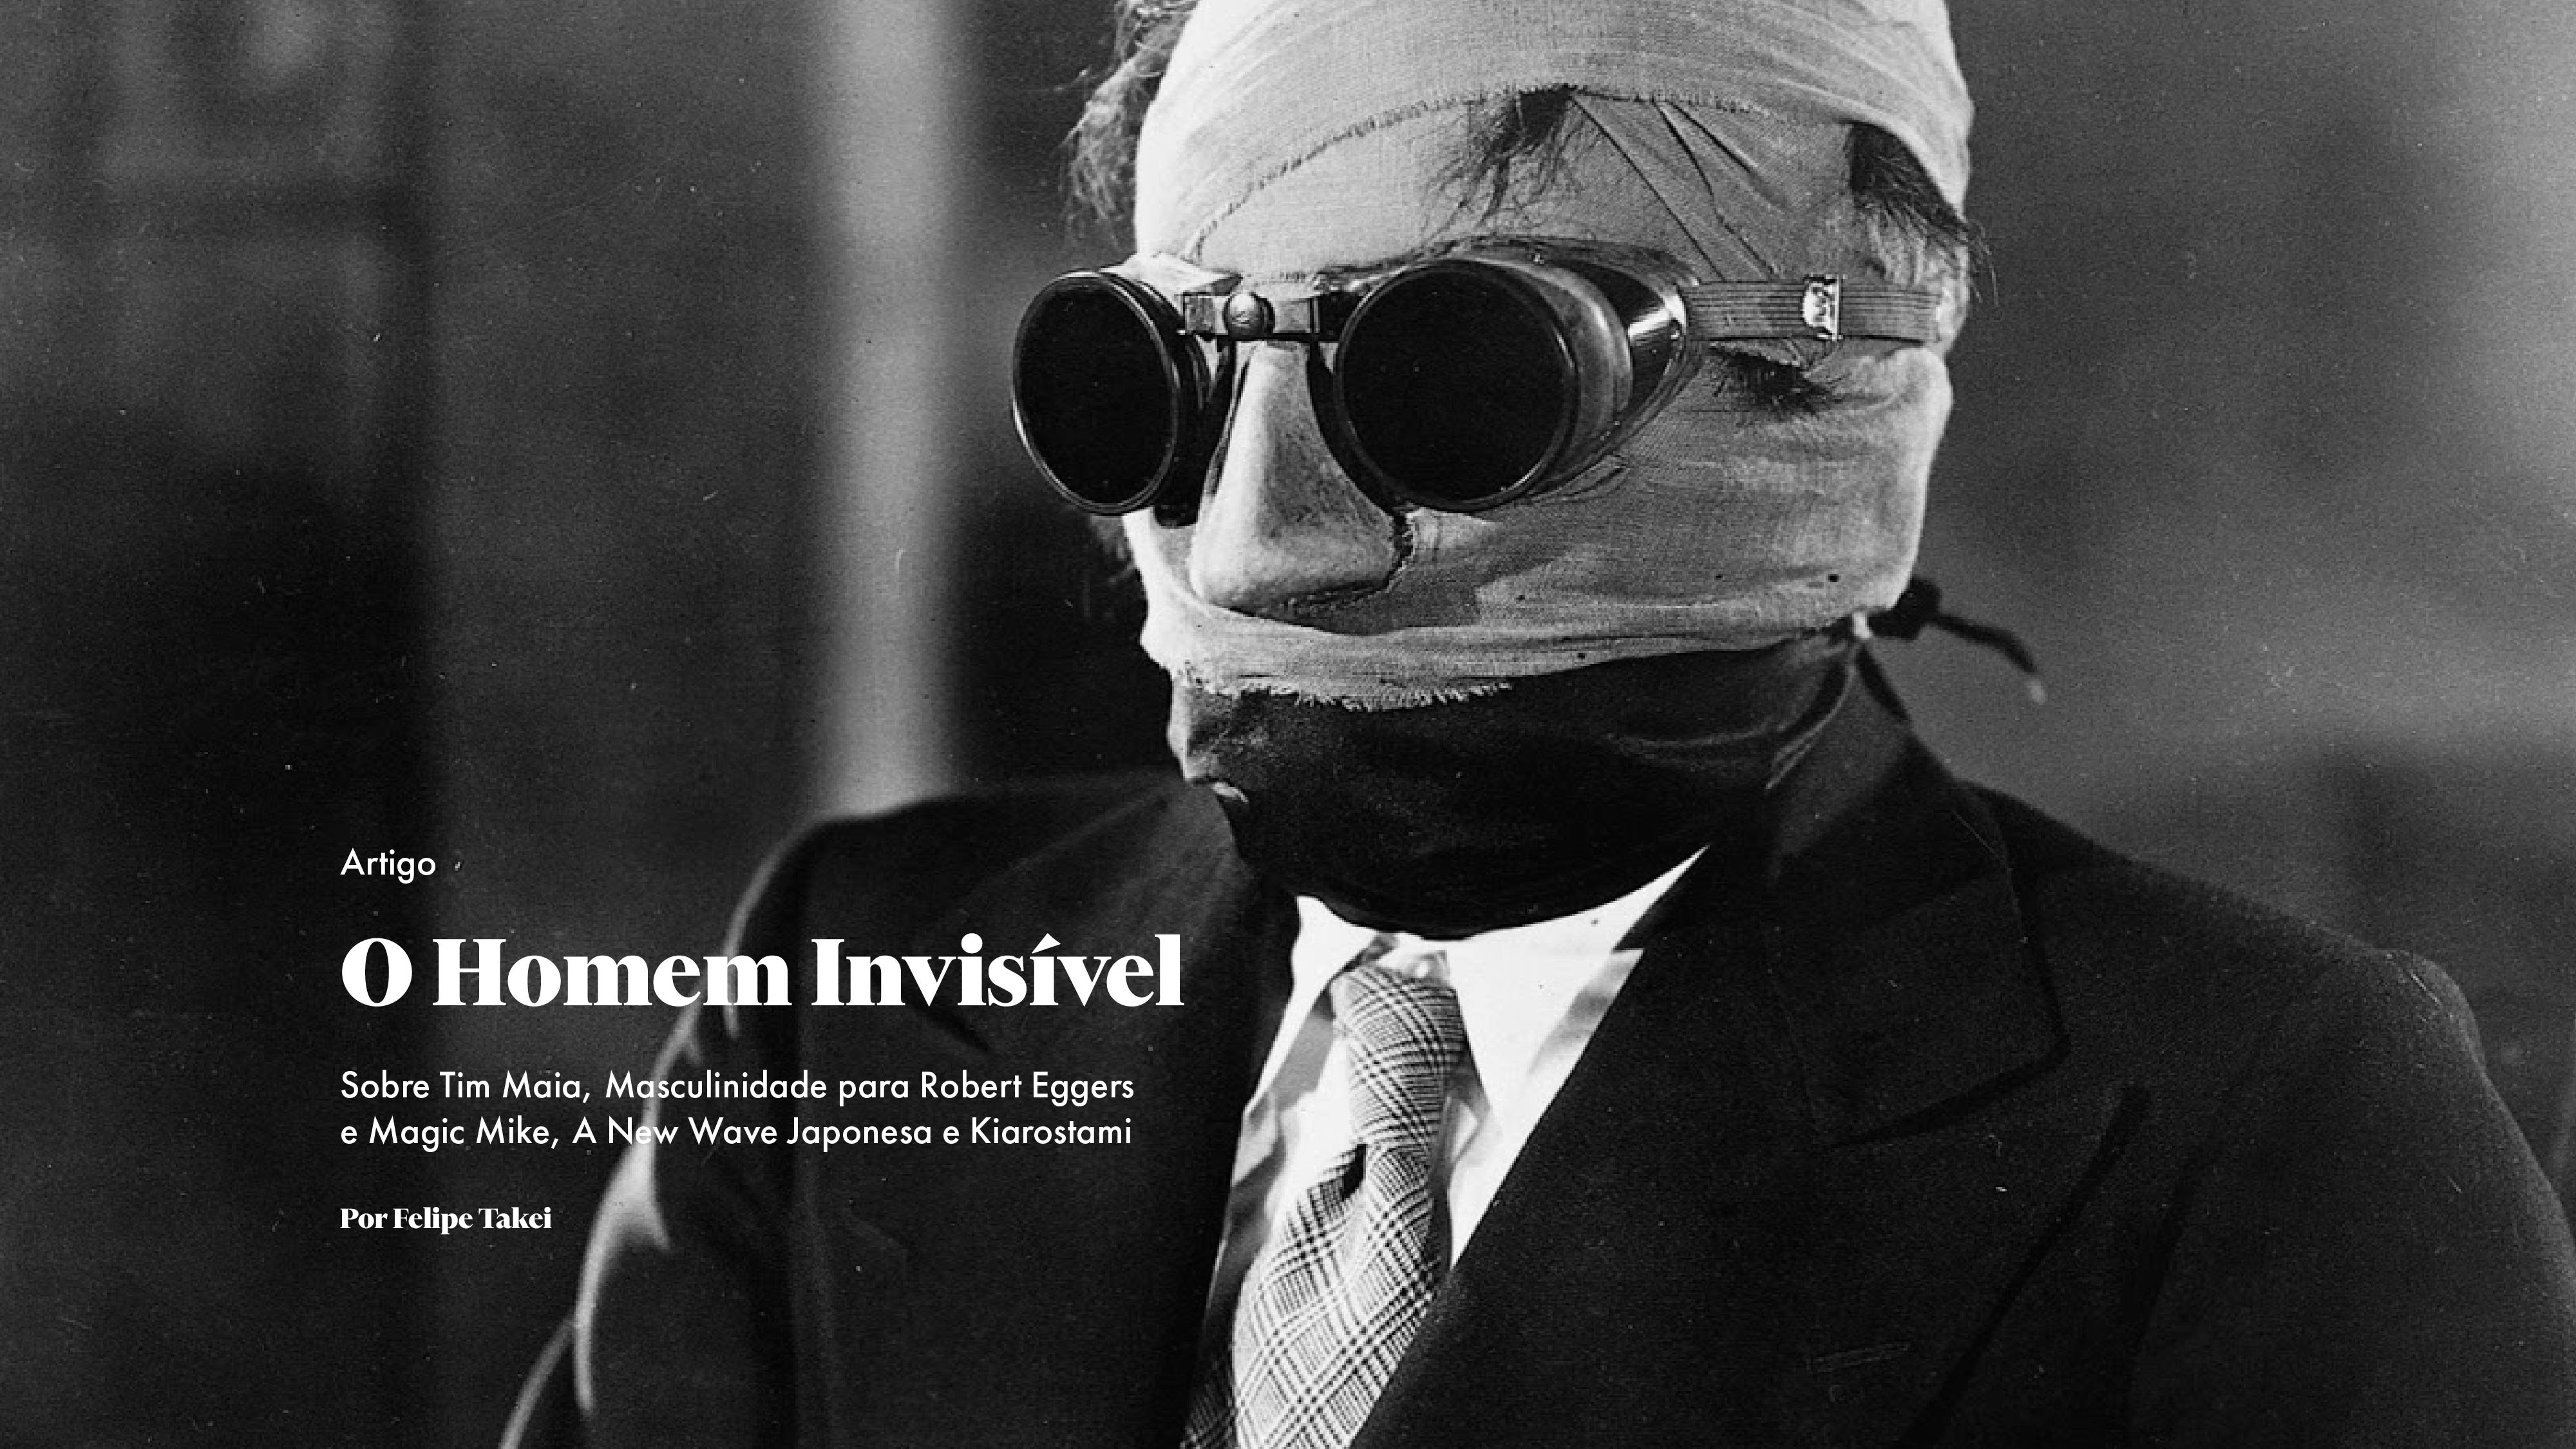 Artigo
O Homem Invisível
Sobre Tim Maia, Masculinidade para Robert Eggers
e Magic Mike, A New Wave Japonesa e Kiarostami
Por Felipe Takei